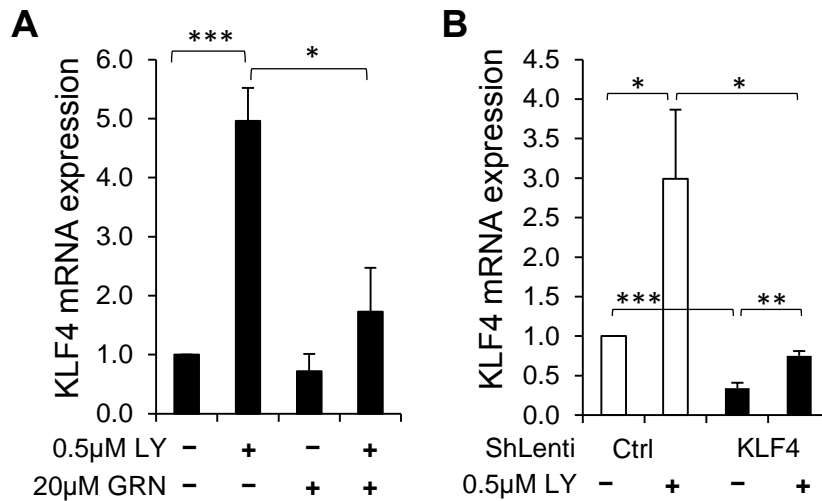 A
KLF4 mRNA expression
6.0
5.0
4.0
3.0
2.0
1.0
0.0
***
*
0.5µM LY − + − +
20µM GRN − − + +
B
KLF4 mRNA expression
4.5
4.0
3.5
3.0
2.5
2.0
1.5
1.0
0.5
0.0
*
*
***
**
ShLenti Ctrl KLF4
0.5µM LY − + − +